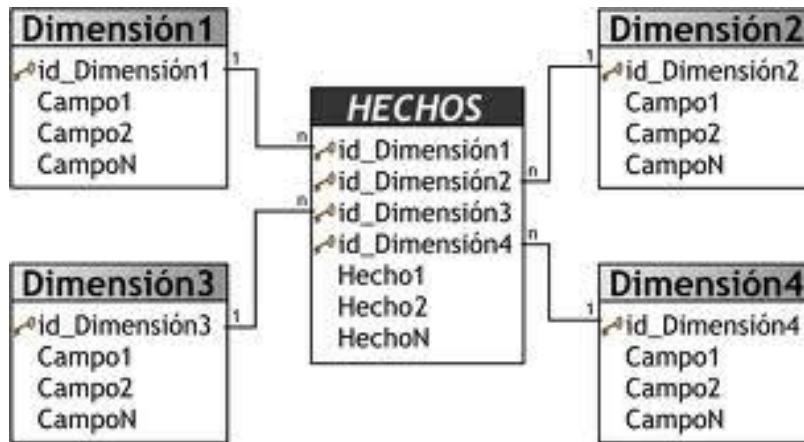 Dimensión1
id_Dimensión1
Campo1
Campo2
CampoN
1
Dimensión2
id_Dimensión2
Campo1
Campo2
CampoN
1
HECHOS
id_Dimensión1
id_Dimensión2
id_Dimensión3
id_Dimensión4
Hecho1
Hecho2
HechoN
n
n
n
n
Dimensión3
id_Dimensión3
Campo1
Campo2
CampoN
1
Dimensión4
id_Dimensión4
Campo1
Campo2
CampoN
1